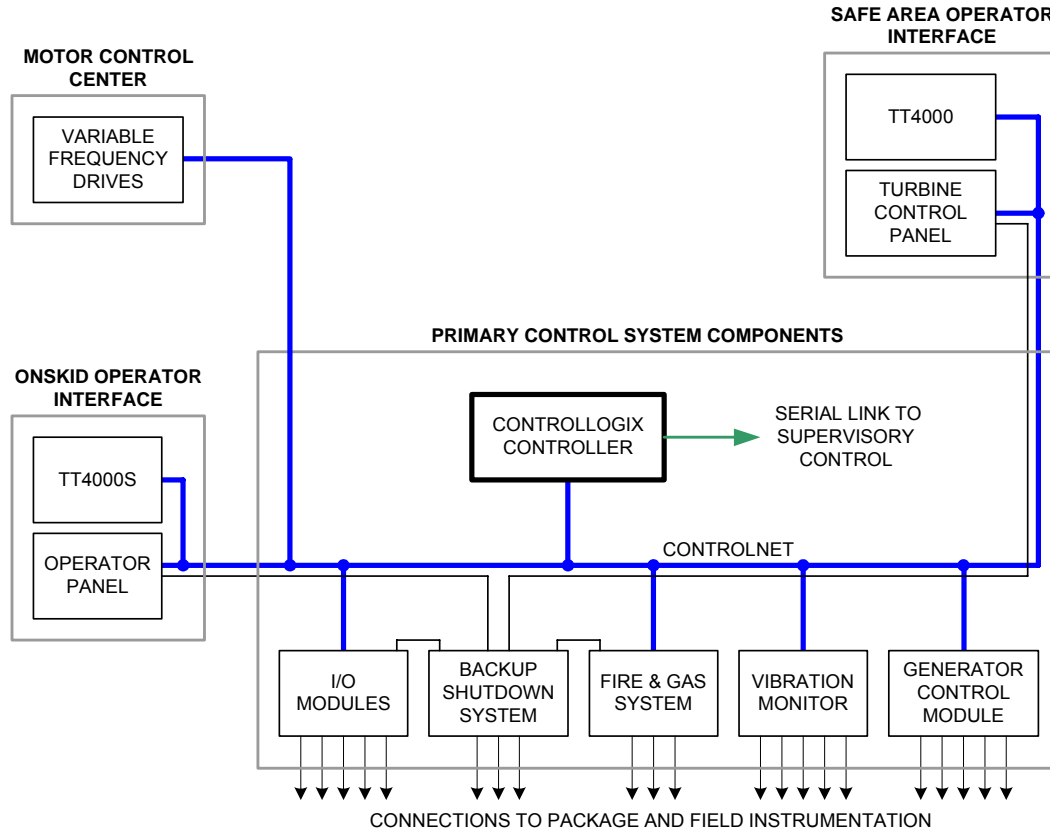 SAFE AREA OPERATOR
INTERFACE
MOTOR CONTROL
CENTER
VARIABLE
FREQUENCY
DRIVES
TT4000
TURBINE
CONTROL
PANEL
PRIMARY CONTROL SYSTEM COMPONENTS
ONSKID OPERATOR
INTERFACE
TT4000S
OPERATOR
PANEL
CONTROLLOGIX
CONTROLLER
SERIAL LINK TO
SUPERVISORY
CONTROL
CONTROLNET
I/O
MODULES
BACKUP
SHUTDOWN
SYSTEM
FIRE & GAS
SYSTEM
VIBRATION
MONITOR
GENERATOR
CONTROL
MODULE
CONNECTIONS TO PACKAGE AND FIELD INSTRUMENTATION